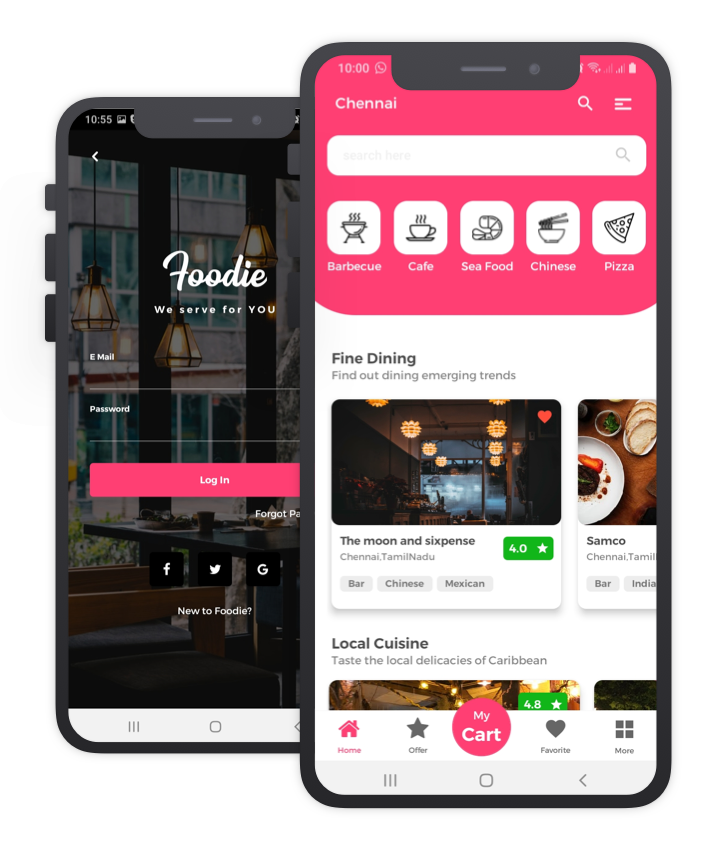 10:55
Foodie
We serve for YOU
E Mail
Password
Log In
Forgot
f
G
New to Foodie?
10:00
Chennai
search here
Barbecue
Cafe
Sea Food
Chinese
Pizza
Fine Dining
Find out dining emerging trends
The moon and sixpense
4.0
Chennai,TamilNadu
Bar
Chinese
Mexican
Samco
Chennai,Tamil
Bar
India
Local Cuisine
Taste the local delicacies of Caribbean
4.8
My
Cart
Home
Offer
Favorite
More